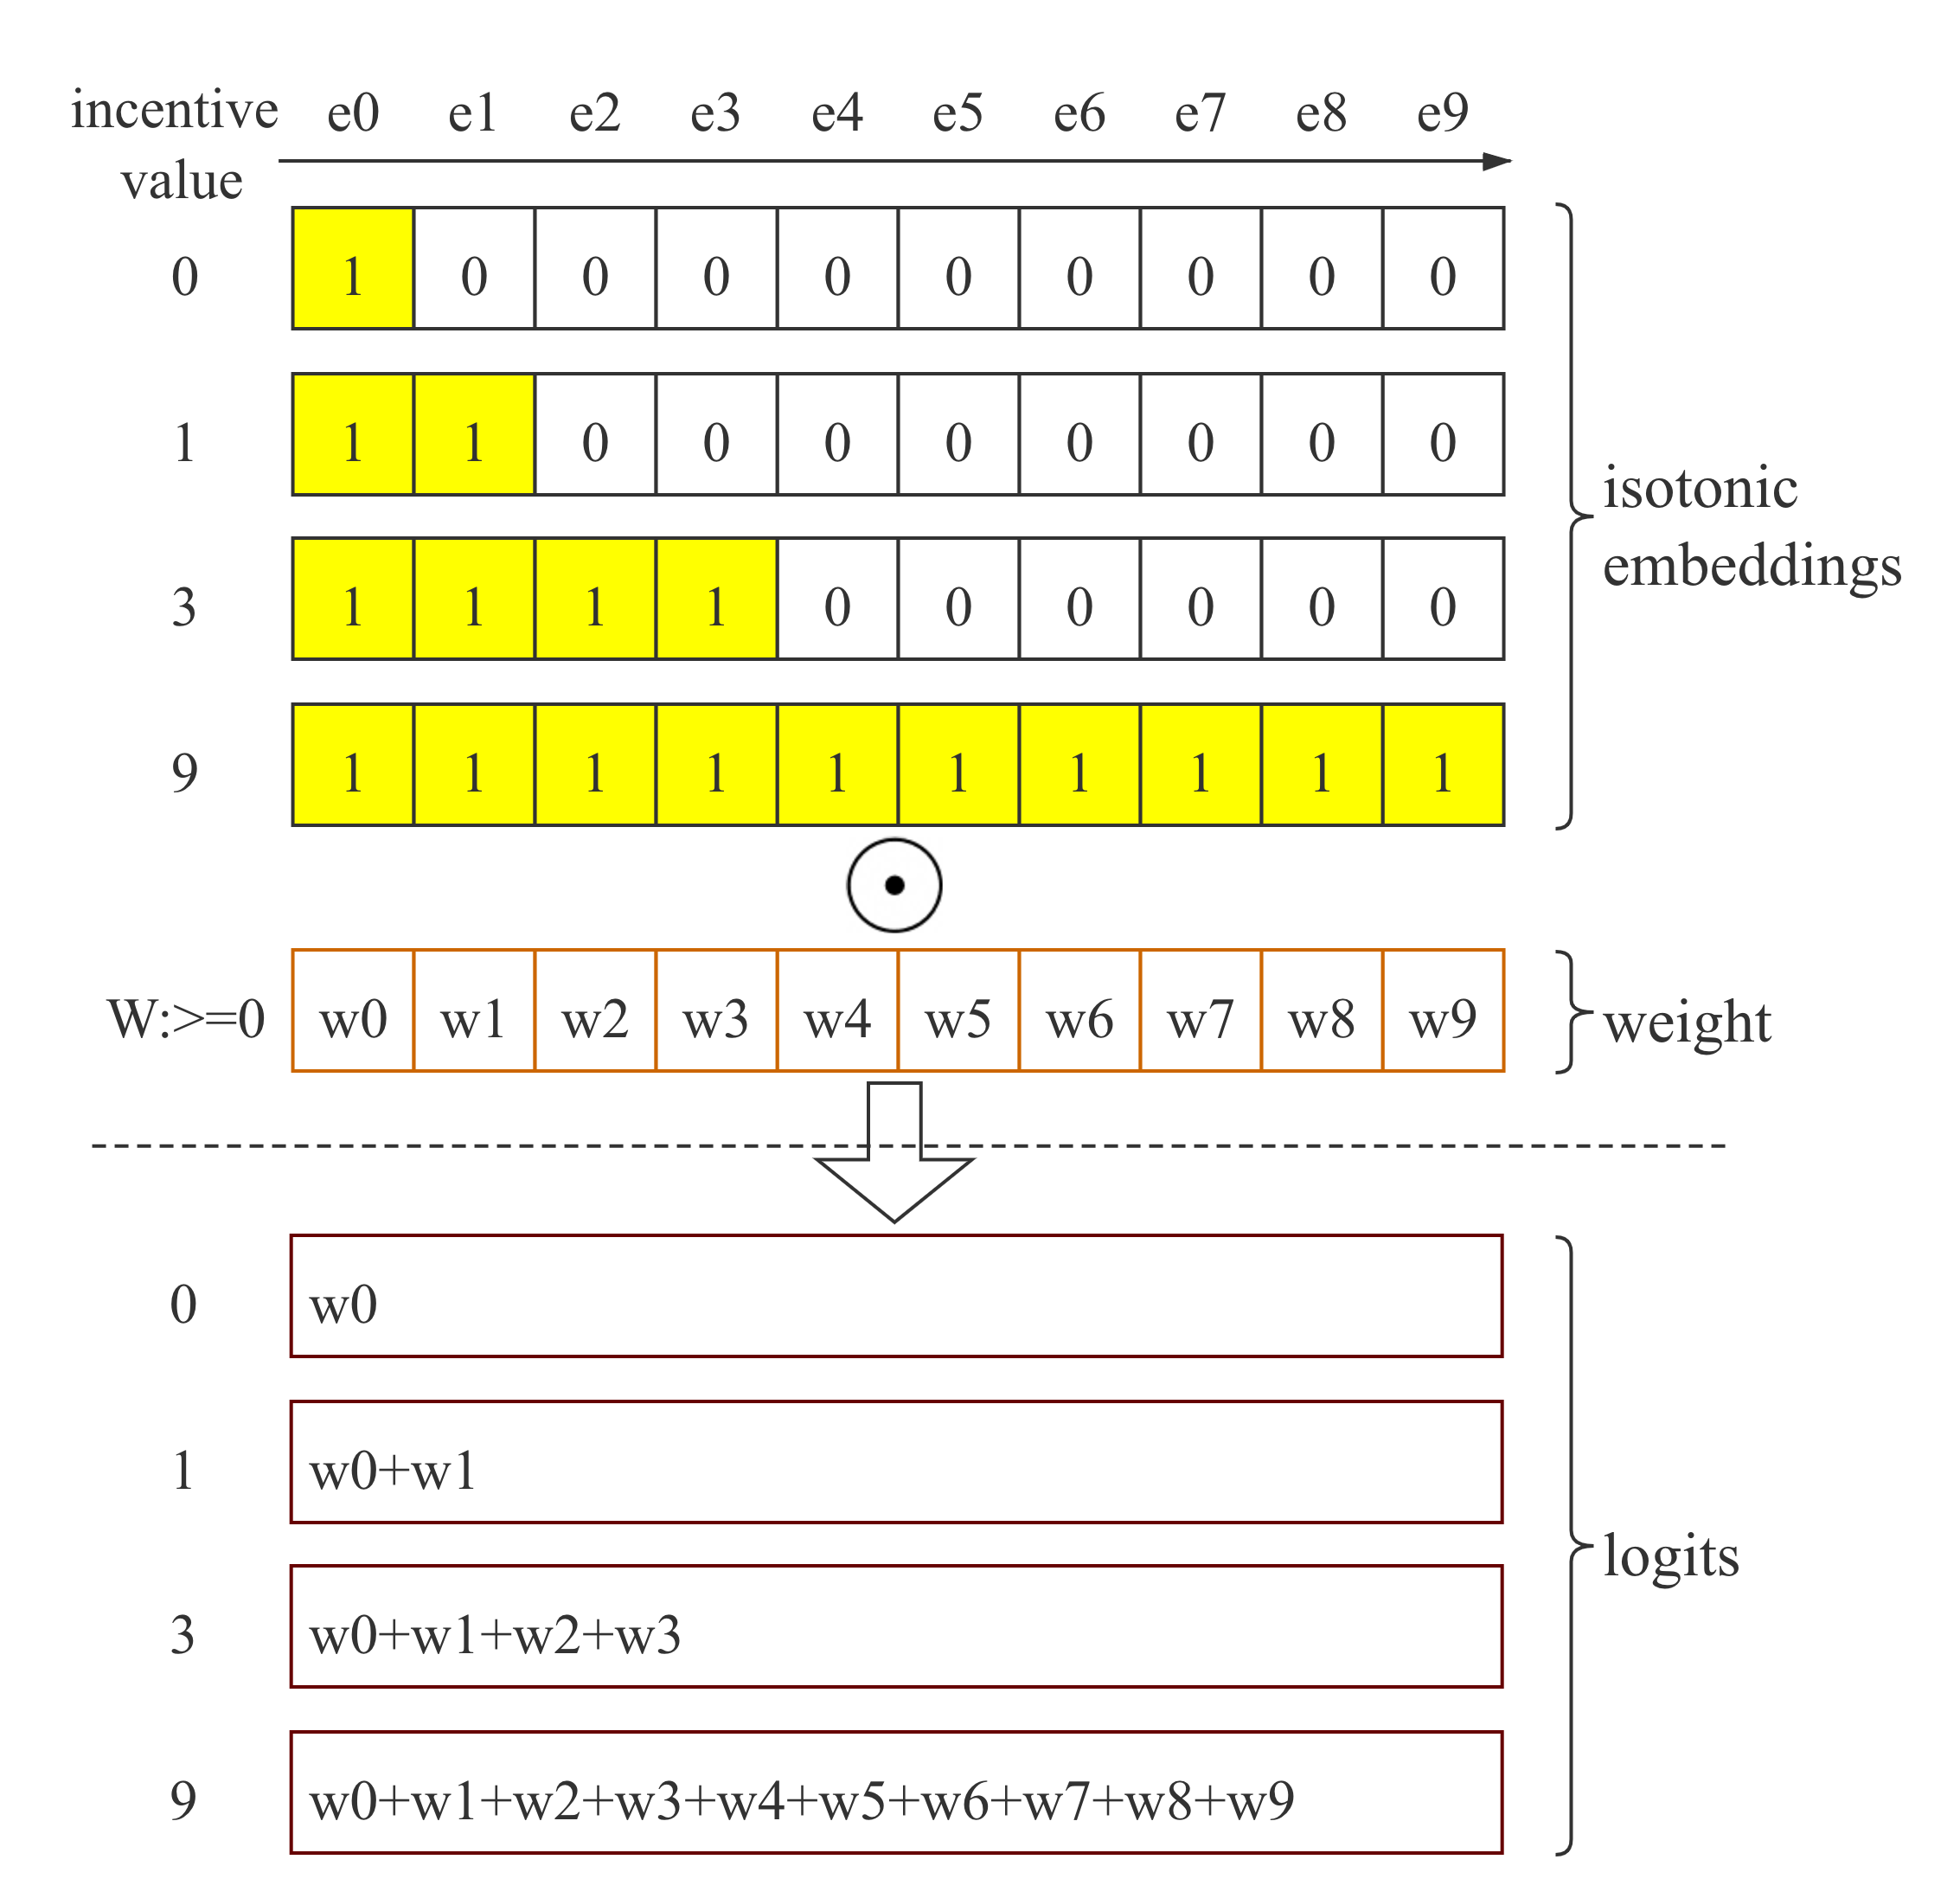 incentive e0 e1 e2 e3 e4 e5 e6 e7 e8 e9
value
0 1 0 0 0 0 0 0 0 0 0
1 1 1 0 0 0 0 0 0 0 0
isotonic
embeddings
3 1 1 1 1 0 0 0 0 0 0
9 1 1 1 1 1 1 1 1 1 1
W:>=0 w0 w1 w2 w3 w4 w5 w6 w7 w8 w9 weight
0 w0
1 w0+w1
logits
3 w0+w1+w2+w3
9 w0+w1+w2+w3+w4+w5+w6+w7+w8+w9